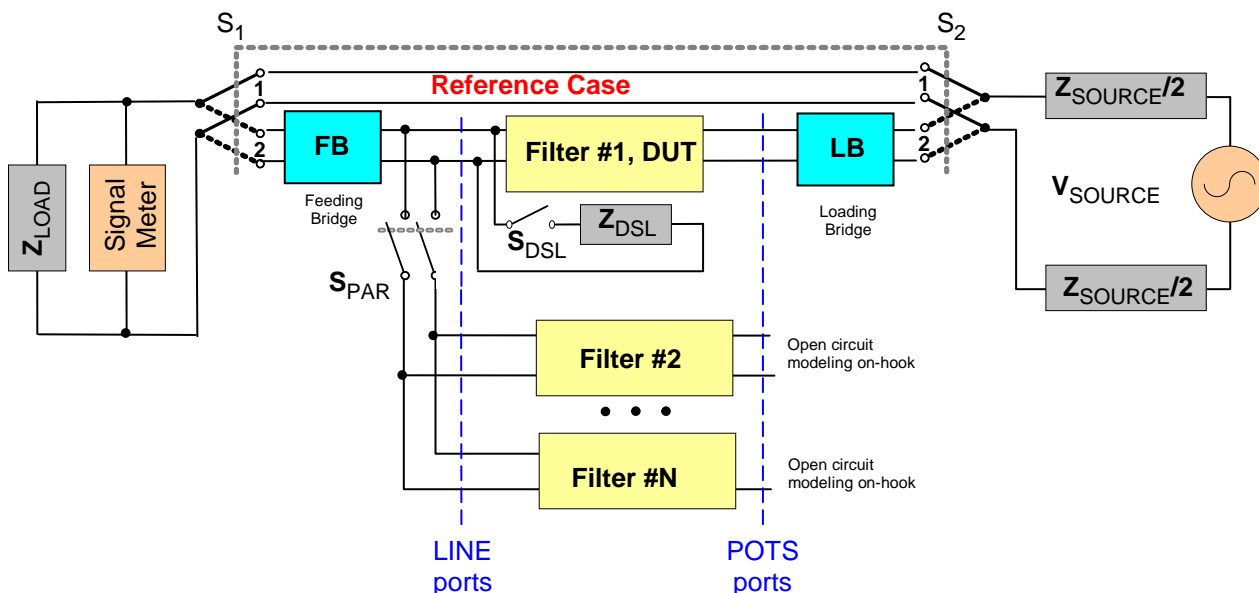 S1
S2
1
Reference Case
1
ZSOURCE/2
2
FB
Filter #1, DUT
LB
2
VSOURCE
ZLOAD
Signal
Meter
Feeding
Bridge
SDSL
ZDSL
Loading
Bridge
SPAR
ZSOURCE/2
Filter #2
Open circuit
modeling on-hook
• • •
Filter #N
Open circuit
modeling on-hook
LINE
ports
POTS
ports